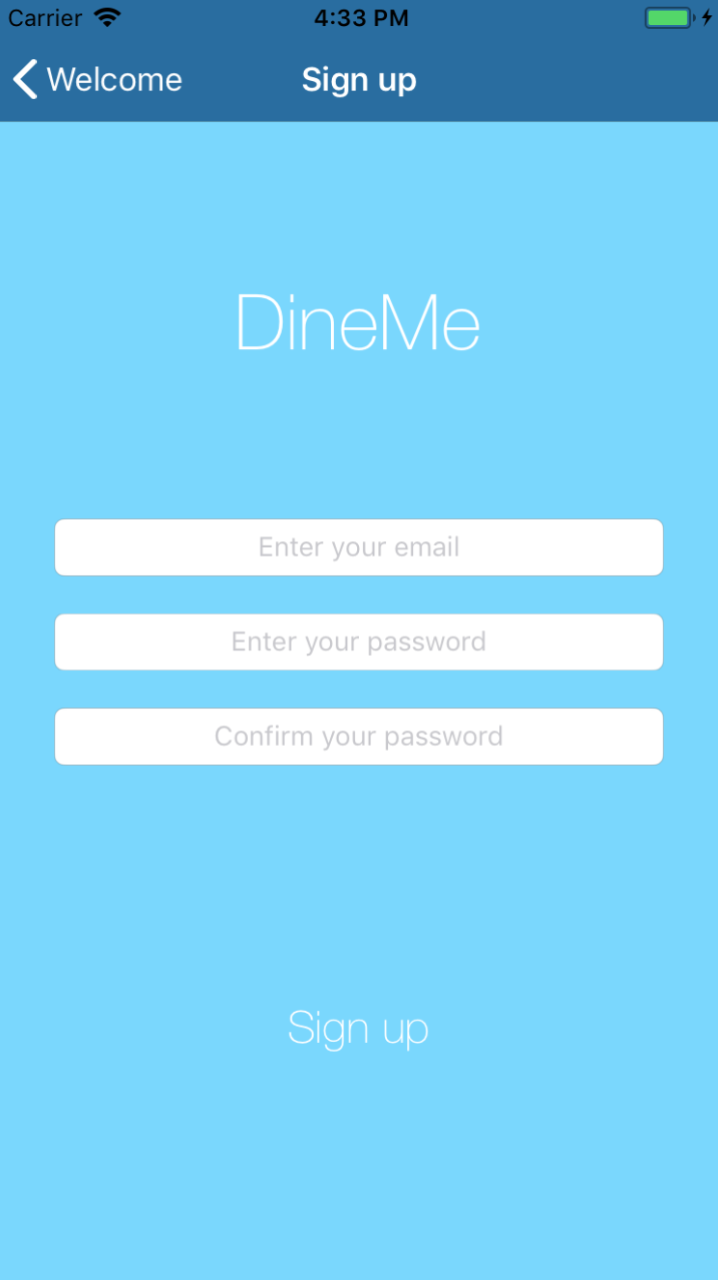 Carrier 4:33 PM
Welcome Sign up
DineMe
Enter your email
Enter your password
Confirm your password
Sign up